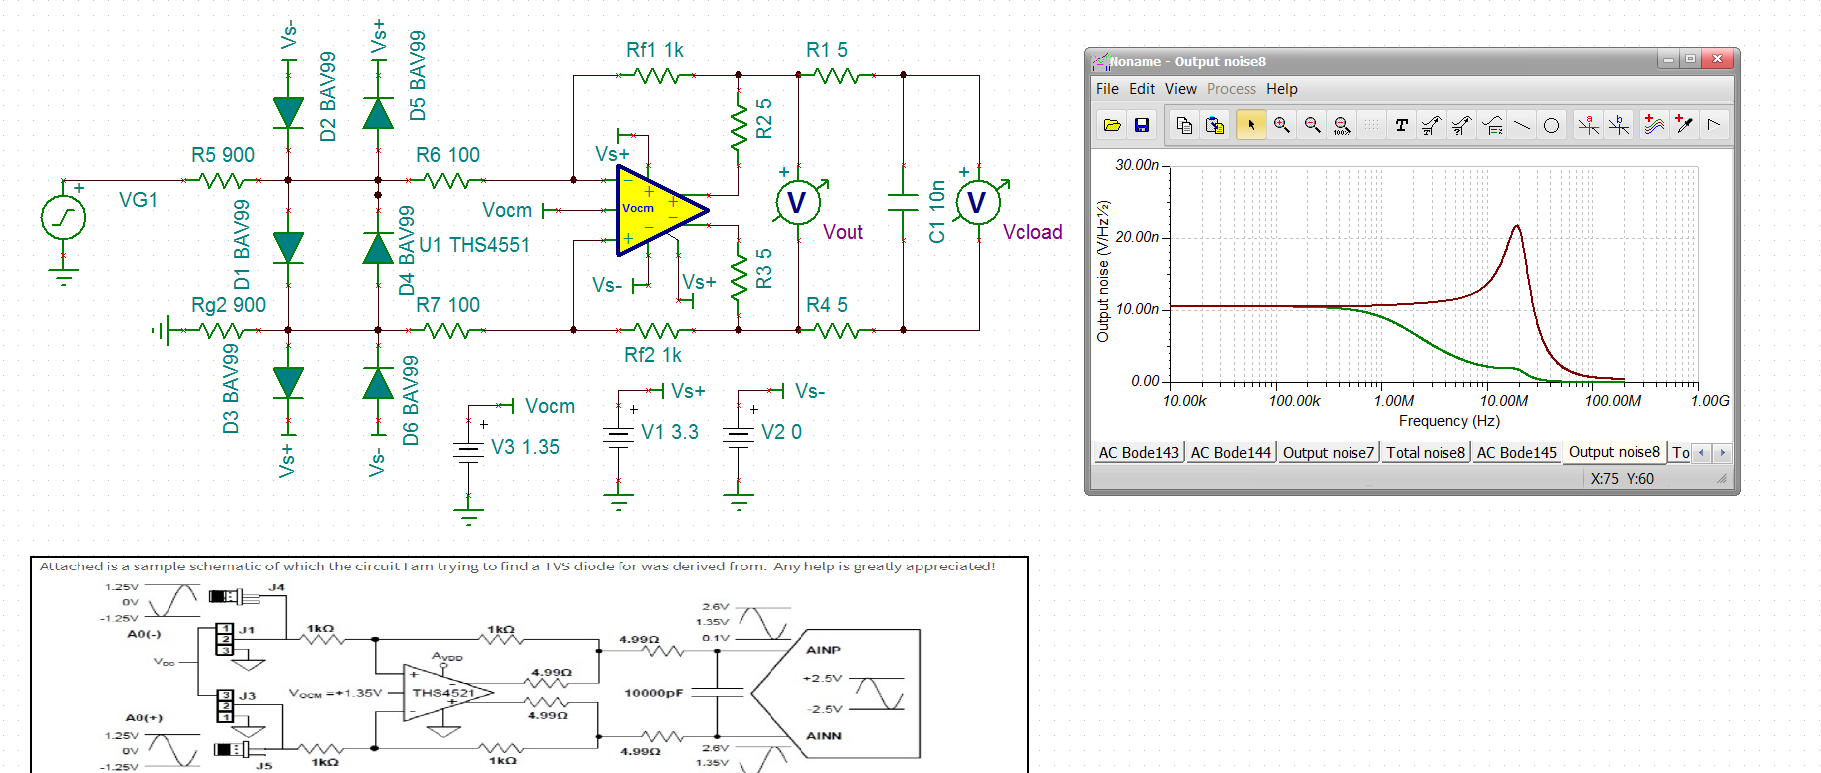 Vs-
D2 BAV99
Vs+
D5 BAV99
Rf1 1k
R1 5
R2 5
R5 900
R6 100
Vs+
VG1
+
Vocm
Vocm
+
V
Vout
C1 10n
+
V
Vcload
D1 BAV99
D4 BAV99
U1 THS4551
Vs-
Vs+
R3 5
Rg2 900
R7 100
R4 5
Rf2 1k
D3 BAV99
D6 BAV99
Vs+
Vs-
Vocm
+
V3 1.35
Vs+
+
V1 3.3
Vs-
+
V2 0
Noname - Output noise8
File Edit View Process Help
100%
T
a
b
30.00n
20.00n
10.00n
0.00
Output noise (V/Hz½)
10.00k 100.00k 1.00M 10.00M 100.00M 1.00G
Frequency (Hz)
AC Bode143 AC Bode144 Output noise7 Total noise8 AC Bode145 Output noise8 To
X:75 Y:60
Attached is a sample schematic of which the circuit I am trying to find a TVS diode for was derived from. Any help is greatly appreciated!
1.25V
0V
-1.25V
J4
A0(-)
1
2
3
J1
1kΩ
1kΩ
4.99Ω
2.6V
1.35V
0.1V
AINP
VDD
AVDD
4.99Ω
+
-
VOCM =+1.35V
THS4521
-
+
10000pF
+2.5V
-2.5V
3
2
1
J3
4.99Ω
A0(+)
1.25V
0V
-1.25V
J5
1kΩ
1kΩ
4.99Ω
2.6V
1.35V
AINN